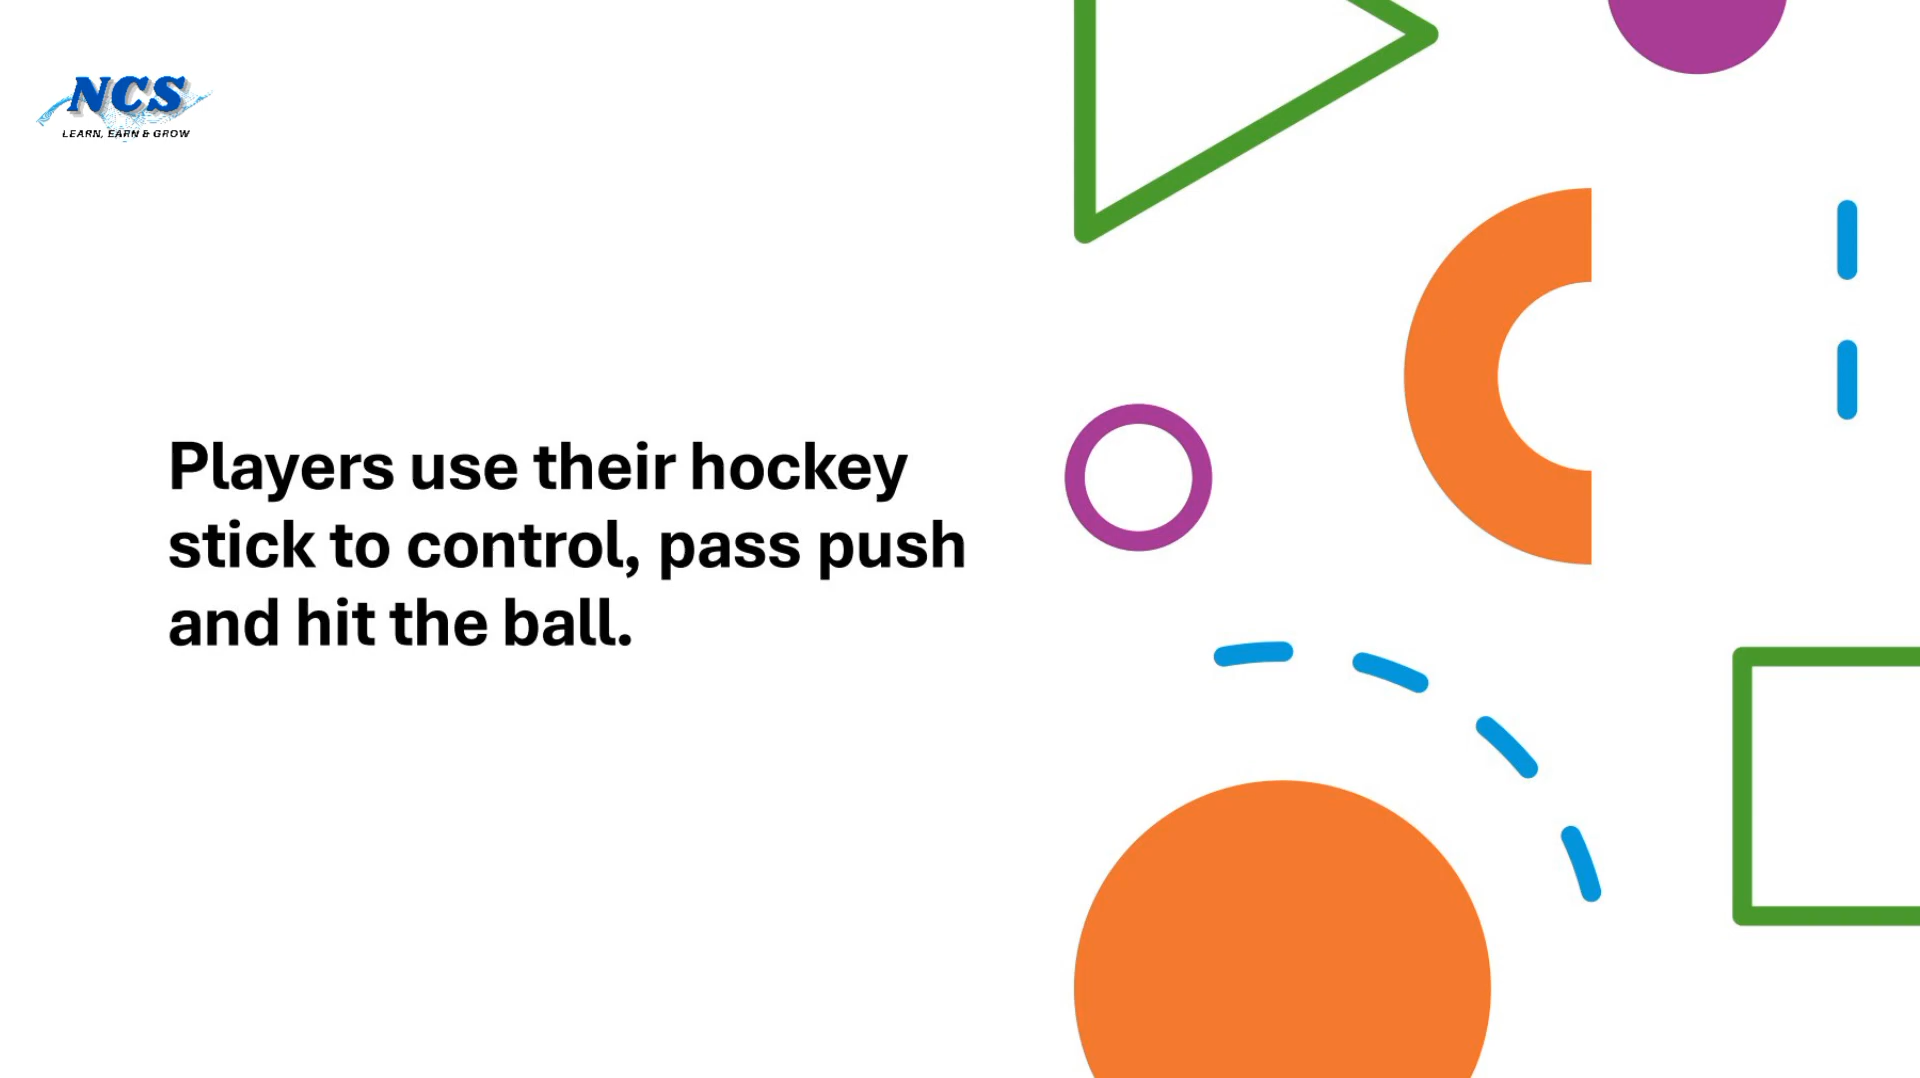 NCS
LEARN, EARN & GROW
Players use their hockey
stick to control, pass push
and hit the ball.